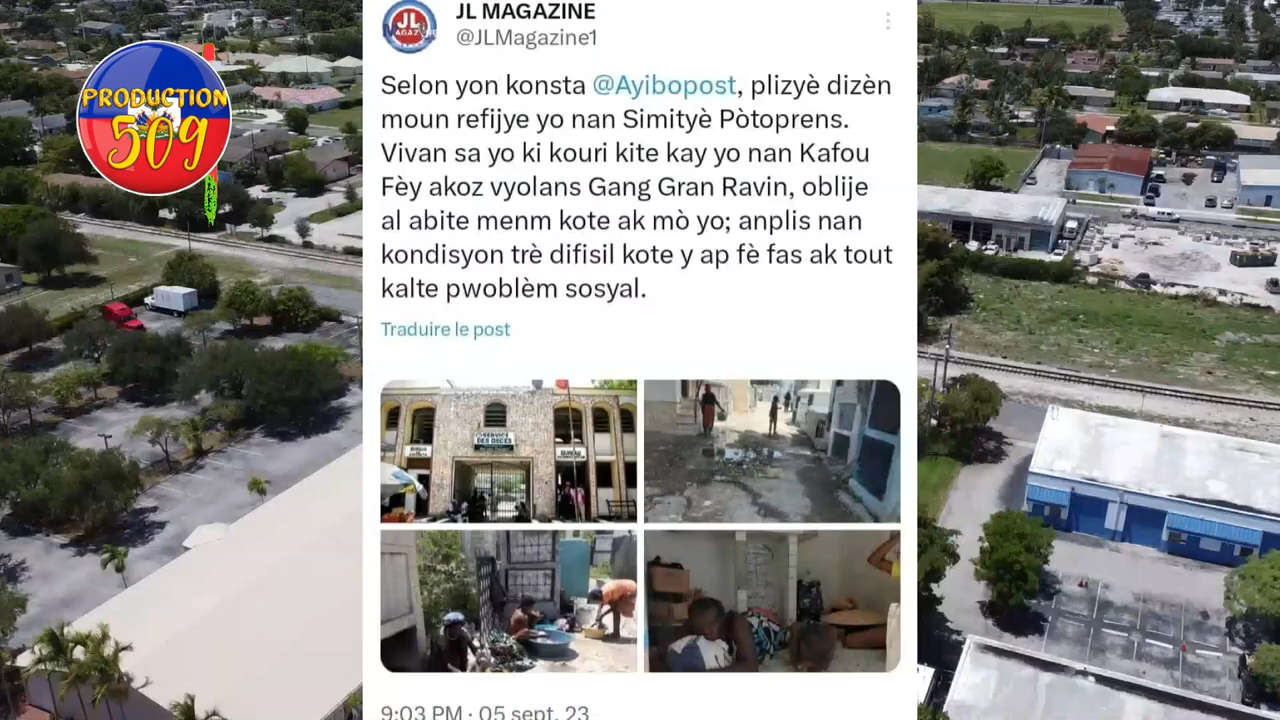 PRODUCTION
509
JL MAGAZINE
@JLMagazine1
Selon yon konsta @Ayibopost, plizyè dizèn
moun refijye yo nan Simityè Pòtoprens.
Vivan sa yo ki kouri kite kay yo nan Kafou
Fèy akoz vyolans Gang Gran Ravin, oblije
al abite menm kote ak mò yo; anplis nan
kondisyon trè difisil kote y ap fè fas ak tout
kalte pwoblèm sosyal.
Traduire le post
SERVICE
DES DECES
BUREAU
9:03 PM · 05 sept. 23